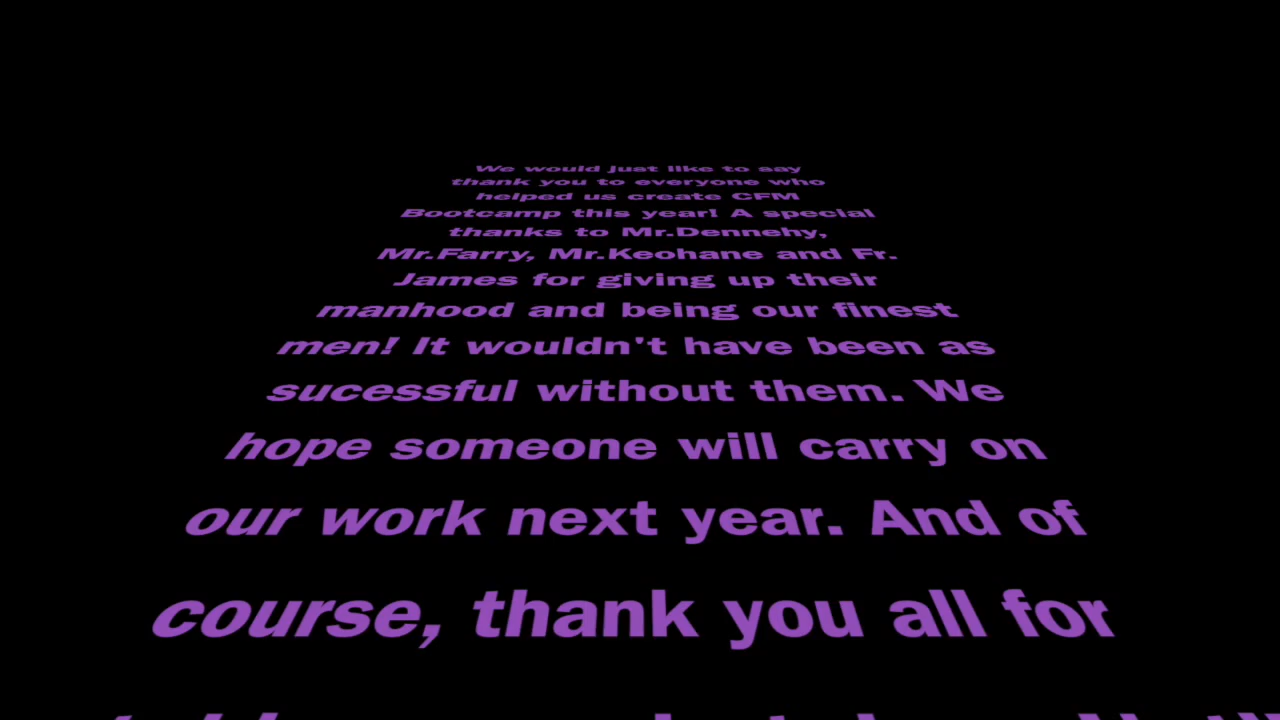 We would just like to say
thank you to everyone who
helped us create CFM
Bootcamp this year! A special
thanks to Mr.Dennehy,
Mr.Farry, Mr.Keohane and Fr.
James for giving up their
manhood and being our finest
men! It wouldn't have been as
sucessful without them. We
hope someone will carry on
our work next year. And of
course, thank you all for